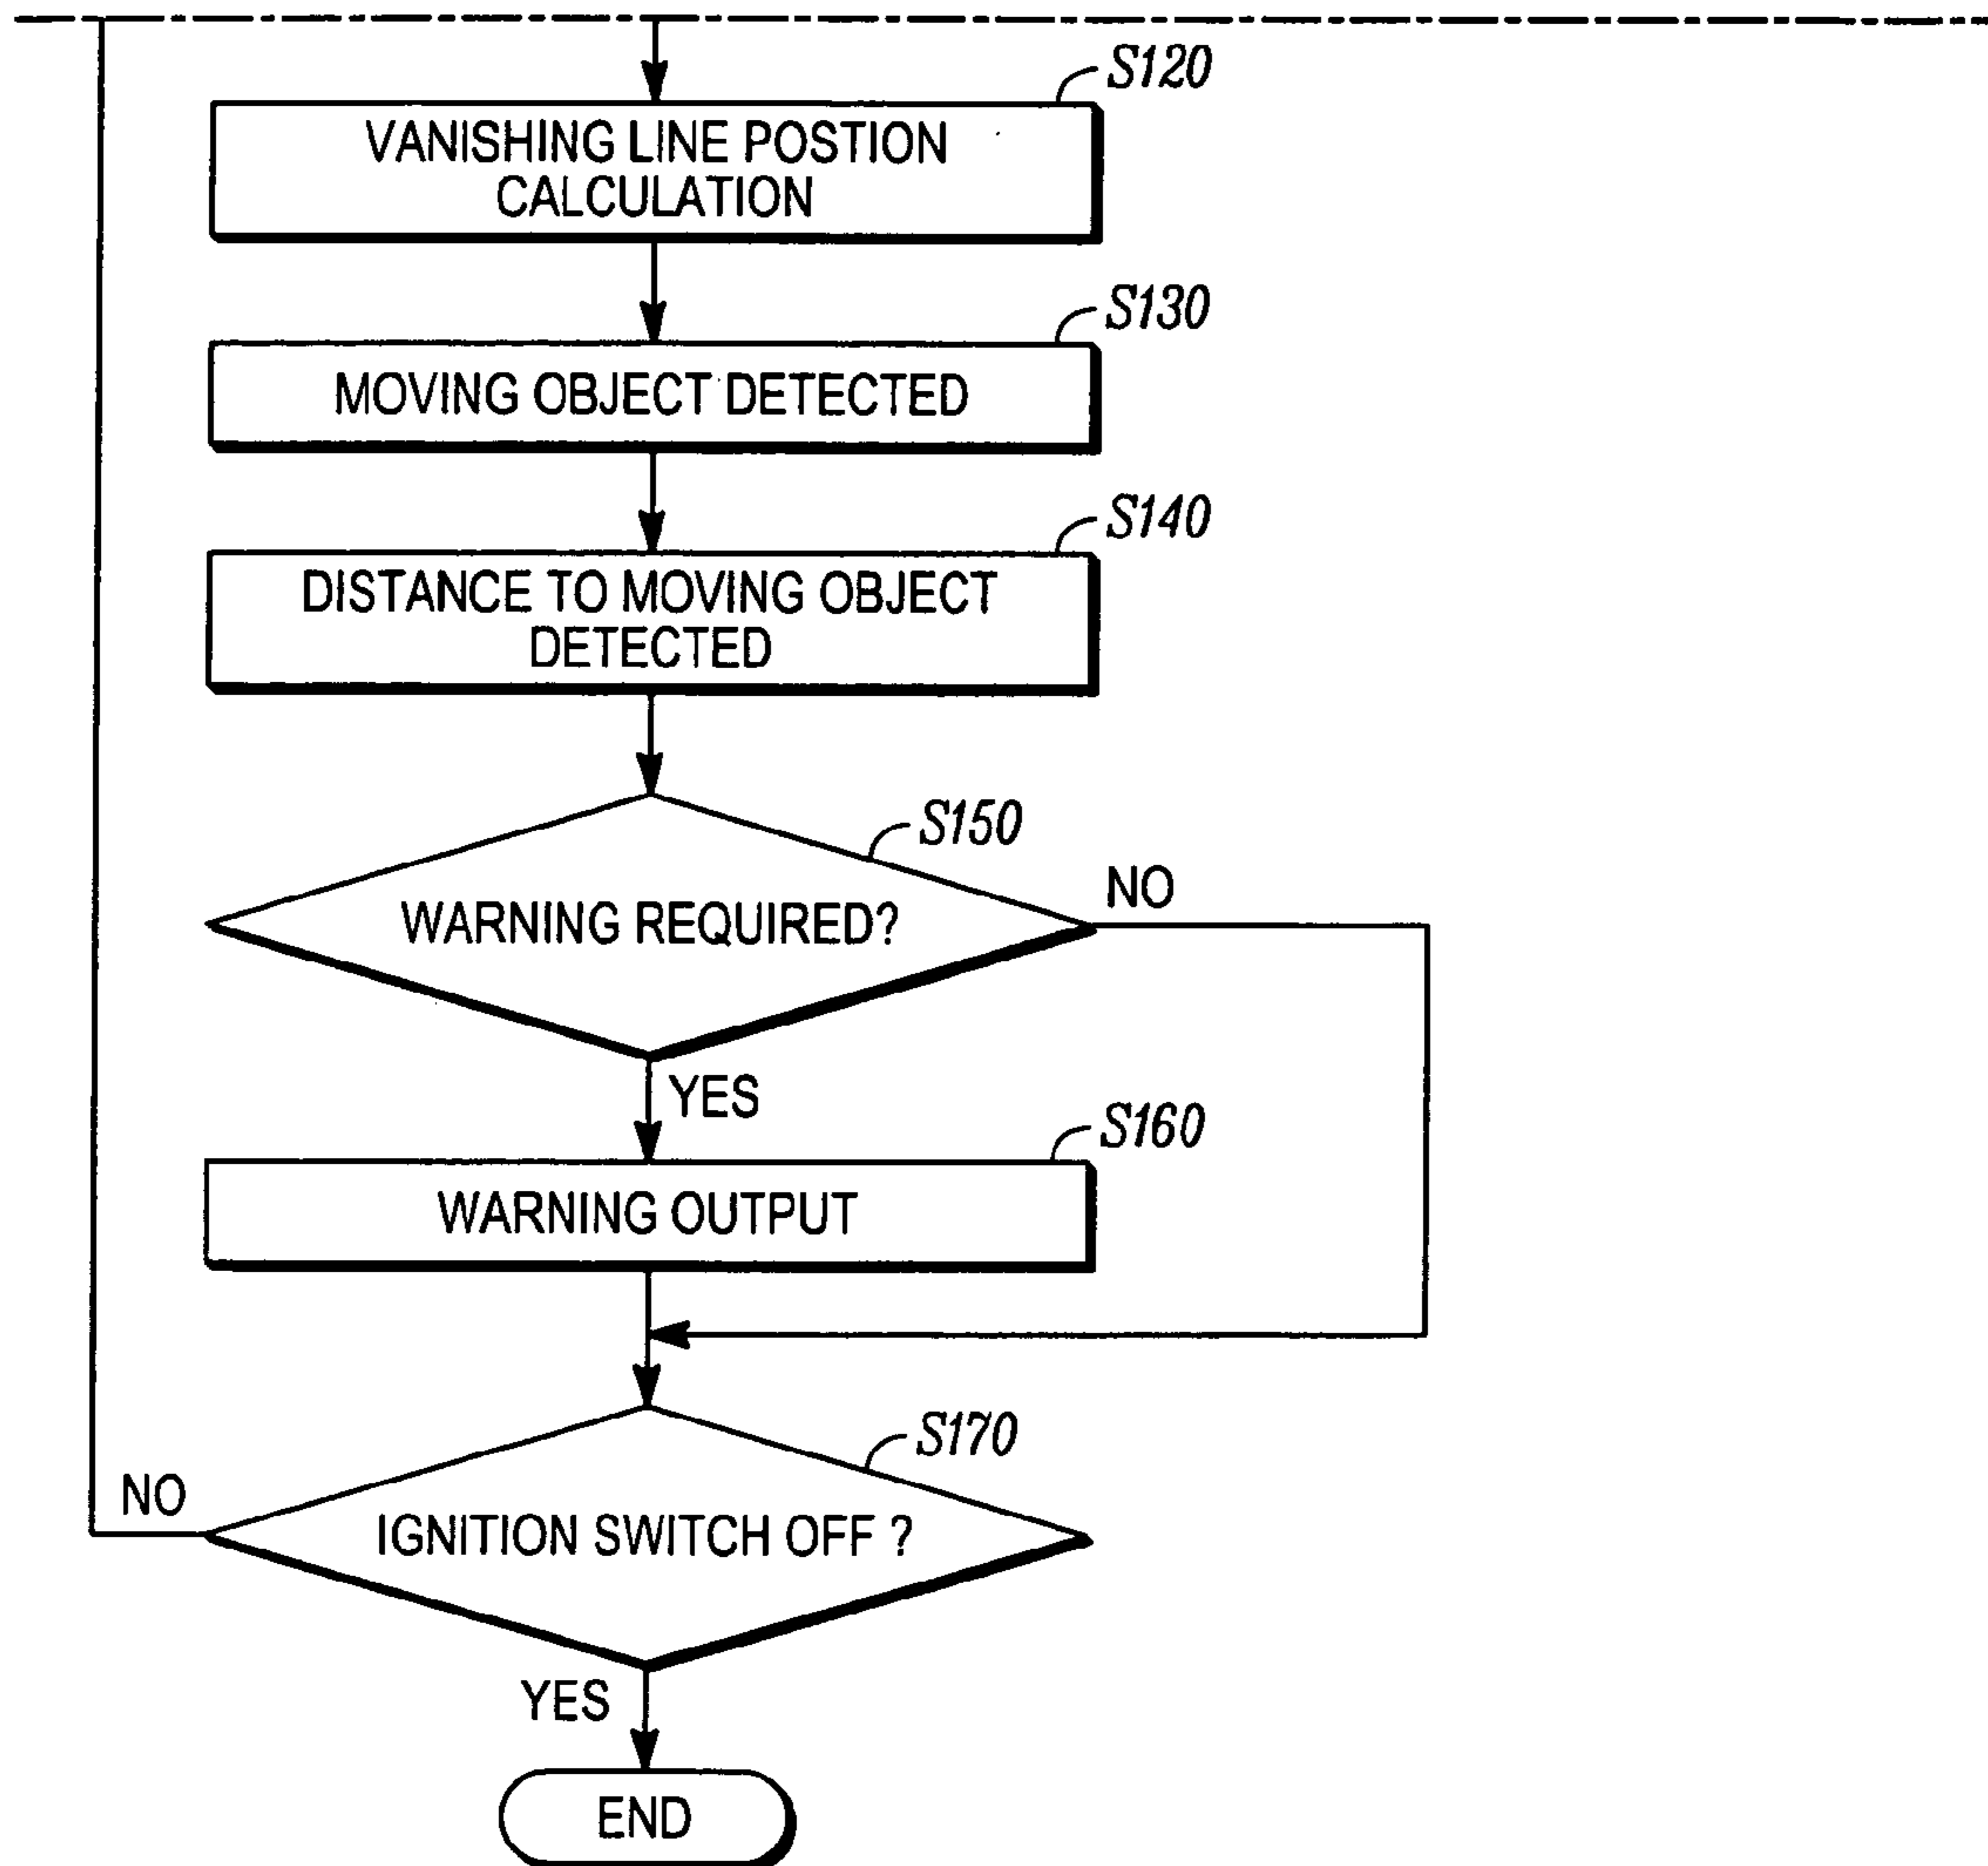 S120
VANISHING LINE POSTION
CALCULATION
S130
MOVING OBJECT DETECTED
S140
DISTANCE TO MOVING OBJECT
DETECTED
S150
NO
WARNING REQUIRED?
YES
S160
WARNING OUTPUT
S170
NO
IGNITION SWITCH OFF ?
YES
END